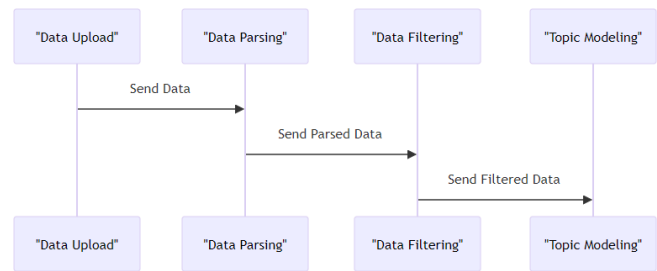 "Data Upload" "Data Parsing" "Data Filtering" "Topic Modeling"
Send Data
Send Parsed Data
Send Filtered Data
"Data Upload" "Data Parsing" "Data Filtering" "Topic Modeling"